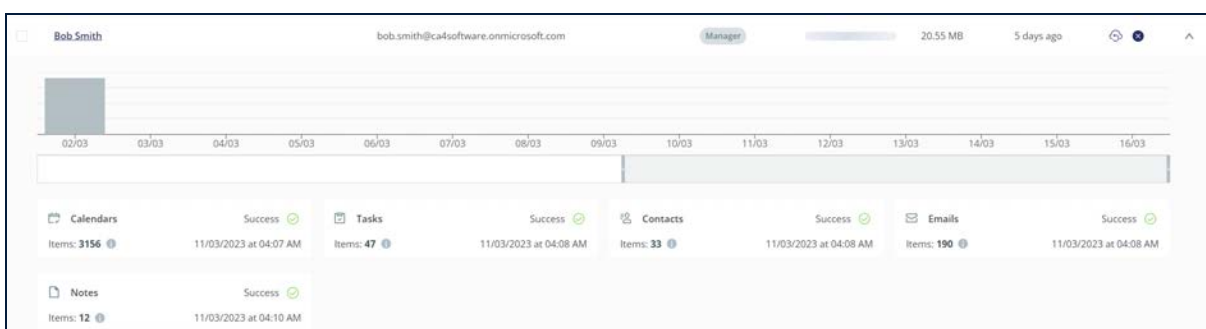 Bob Smith bob.smith@ca4software.onmicrosoft.com Manager 20.55 MB 5 days ago
02/03 03/03 04/03 05/03 06/03 07/03 08/03 09/03 10/03 11/03 12/03 13/03 14/03 15/03 16/03
Calendars Success Tasks Success Contacts Success Emails Success
Items: 3156 11/03/2023 at 04:07 AM Items: 47 11/03/2023 at 04:08 AM Items: 33 11/03/2023 at 04:08 AM Items: 190 11/03/2023 at 04:08 AM
Notes Success
Items: 12 11/03/2023 at 04:10 AM